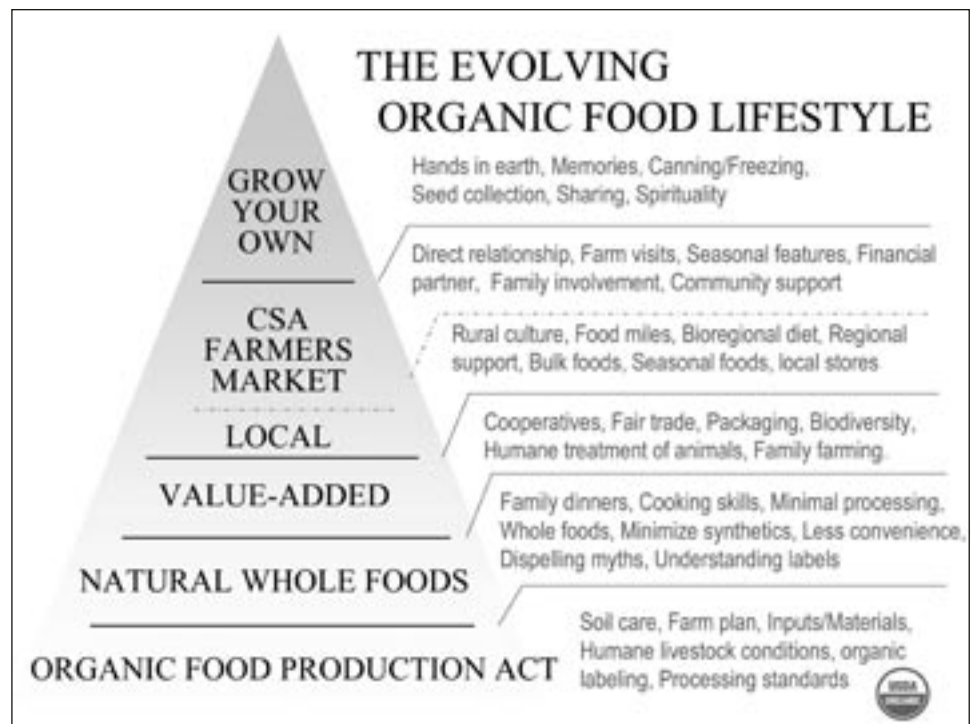 THE EVOLVING
ORGANIC FOOD LIFESTYLE
GROW
YOUR
OWN
Hands in earth, Memories, Canning/Freezing,
Seed collection, Sharing, Spirituality
CSA
FARMERS
MARKET
Direct relationship, Farm visits, Seasonal features, Financial
partner, Family involvement, Community support
LOCAL
Rural culture, Food miles, Bioregional diet, Regional
support, Bulk foods, Seasonal foods, local stores
VALUE-ADDED
Cooperatives, Fair trade, Packaging, Biodiversity,
Humane treatment of animals, Family farming.
NATURAL WHOLE FOODS
Family dinners, Cooking skills, Minimal processing,
Whole foods, Minimize synthetics, Less convenience,
Dispelling myths, Understanding labels
ORGANIC FOOD PRODUCTION ACT
Soil care, Farm plan, Inputs/Materials,
Humane livestock conditions, organic
labeling, Processing standards
USDA
ORGANIC